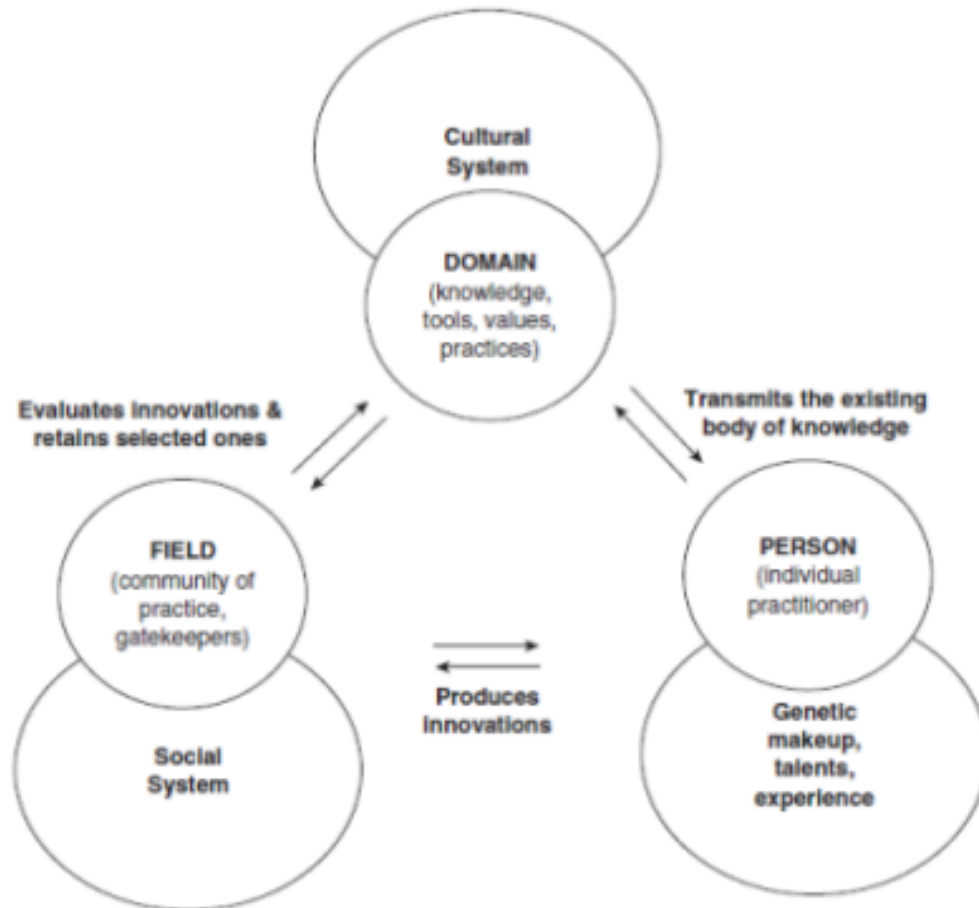 Cultural
System
DOMAIN
(knowledge,
tools, values,
practices)
Evaluates innovations &
retains selected ones
Transmits the existing
body of knowledge
FIELD
(community of
practice,
gatekeepers)
PERSON
(individual
practitioner)
Produces
innovations
Social
System
Genetic
makeup,
talents,
experience